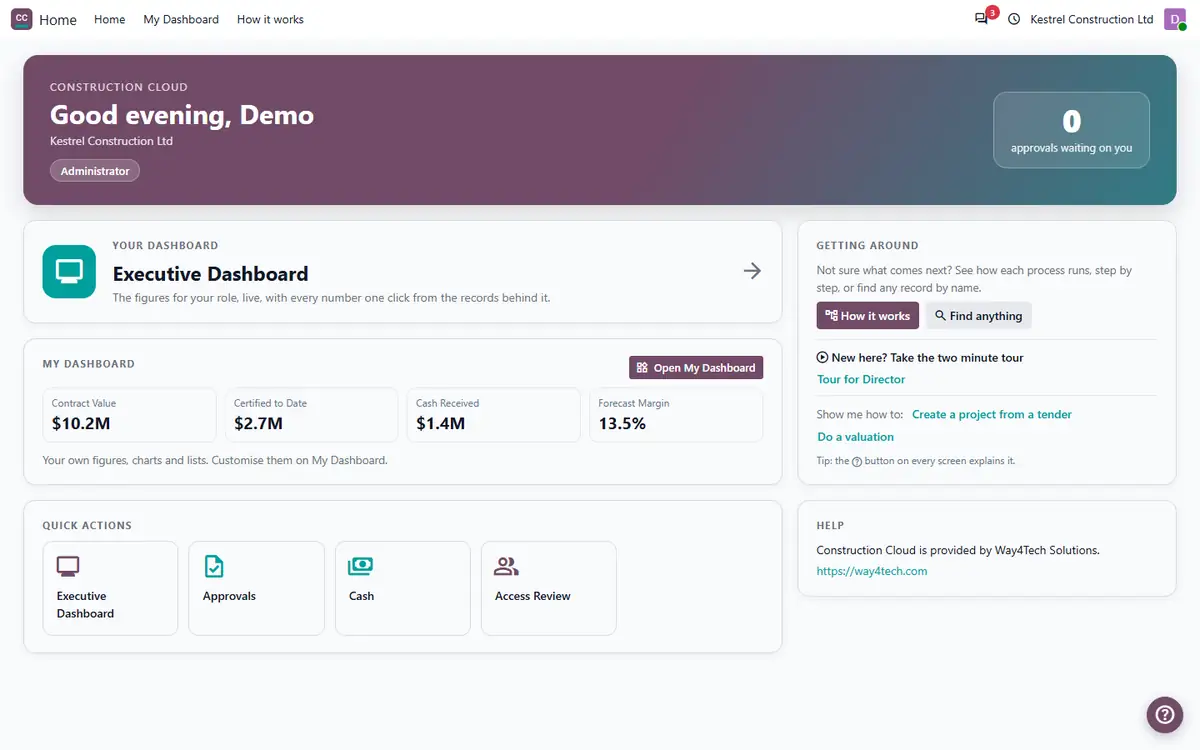 CC Home Home My Dashboard How it works 3 Kestrel Construction Ltd D
CONSTRUCTION CLOUD
Good evening, Demo
Kestrel Construction Ltd
Administrator
0
approvals waiting on you
YOUR DASHBOARD
Executive Dashboard
The figures for your role, live, with every number one click from the records behind it.
MY DASHBOARD
Open My Dashboard
Contract Value
$10.2M
Certified to Date
$2.7M
Cash Received
$1.4M
Forecast Margin
13.5%
Your own figures, charts and lists. Customise them on My Dashboard.
QUICK ACTIONS
Executive
Dashboard
Approvals
Cash
Access Review
GETTING AROUND
Not sure what comes next? See how each process runs, step by
step, or find any record by name.
How it works
Find anything
New here? Take the two minute tour
Tour for Director
Show me how to: Create a project from a tender
Do a valuation
Tip: the ? button on every screen explains it.
HELP
Construction Cloud is provided by Way4Tech Solutions.
https://way4tech.com
?